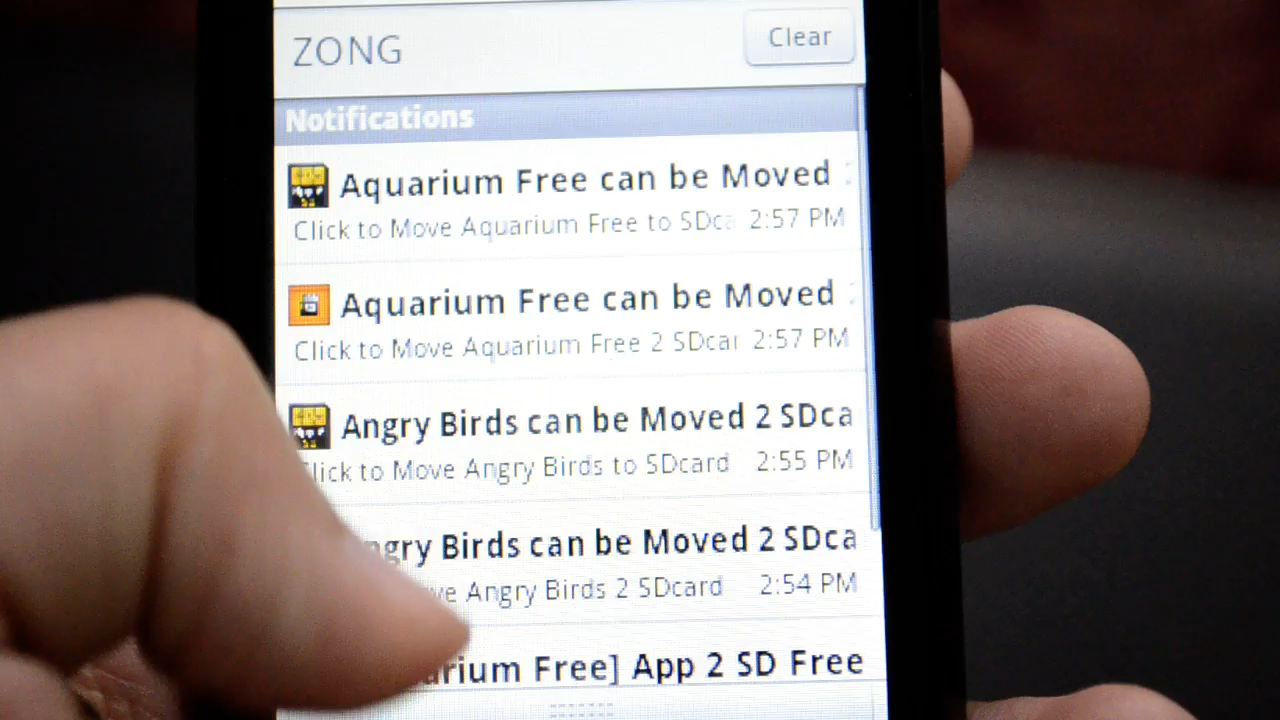 ZONG
Clear
Notifications
Aquarium Free can be Moved
Click to Move Aquarium Free to SDca 2:57 PM
Aquarium Free can be Moved
Click to Move Aquarium Free 2 SDcar 2:57 PM
Angry Birds can be Moved 2 SDca
lick to Move Angry Birds to SDcard 2:55 PM
ngry Birds can be Moved 2 SDca
ve Angry Birds 2 SDcard 2:54 PM
rium Free] App 2 SD Free